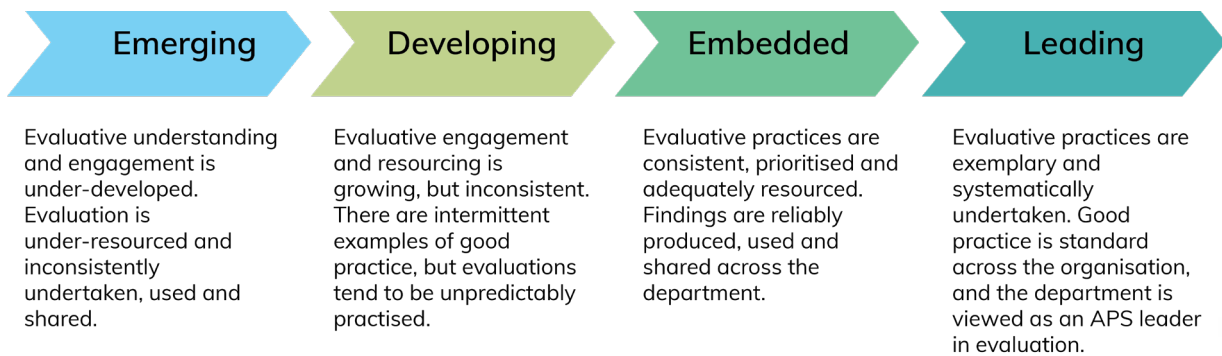 Emerging
Evaluative understanding
and engagement is
under-developed.
Evaluation is
under-resourced and
inconsistently
undertaken, used and
shared.
Developing
Evaluative engagement
and resourcing is
growing, but inconsistent.
There are intermittent
examples of good
practice, but evaluations
tend to be unpredictably
practised.
Embedded
Evaluative practices are
consistent, prioritised and
adequately resourced.
Findings are reliably
produced, used and
shared across the
department.
Leading
Evaluative practices are
exemplary and
systematically
undertaken. Good
practice is standard
across the organisation,
and the department is
viewed as an APS leader
in evaluation.